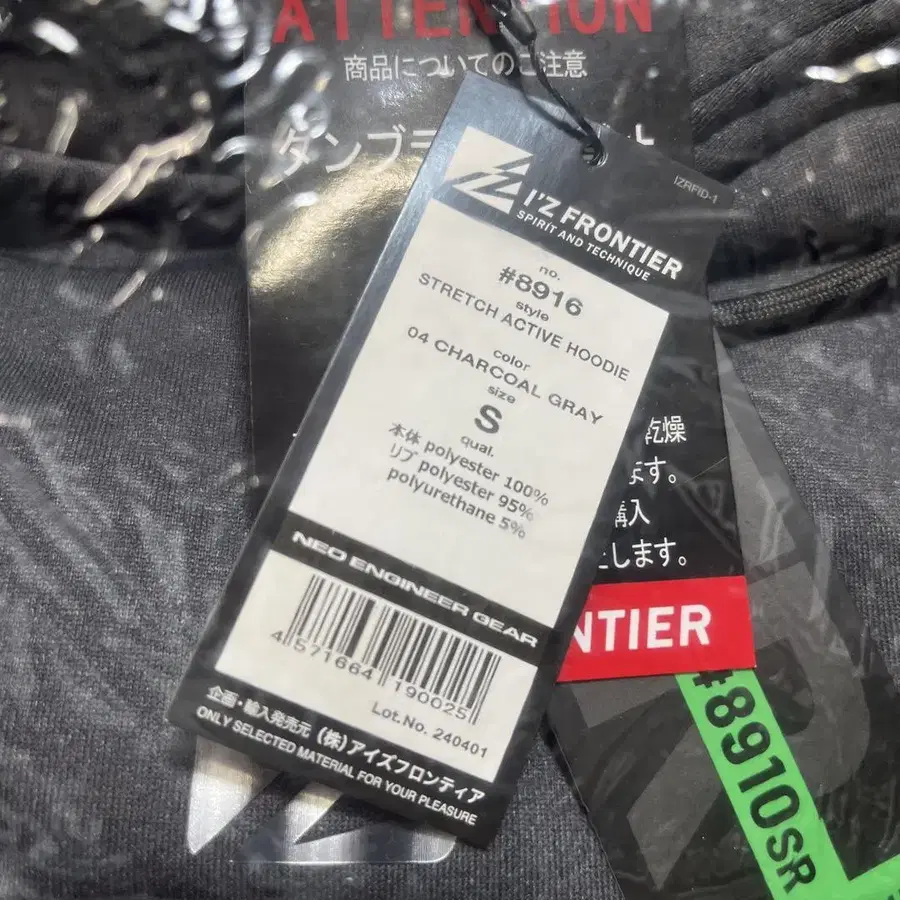 ATTENTION
商品についてのご注意
IZRFID-1
I'Z FRONTIER
SPIRIT AND TECHNIQUE
no.
#8916
style
STRETCH ACTIVE HOODIE
color
04 CHARCOAL GRAY
size
S
qual.
本体 polyester 100%
リブ polyester 95%
polyurethane 5%
NEO ENGINEER GEAR
4 571664 190025
Lot.No. 240401
企画・輸入発売元 (株)アイズフロンティア
ONLY SELECTED MATERIAL FOR YOUR PLEASURE
乾燥
ます。
購入
します。
NTIER
#8910SR